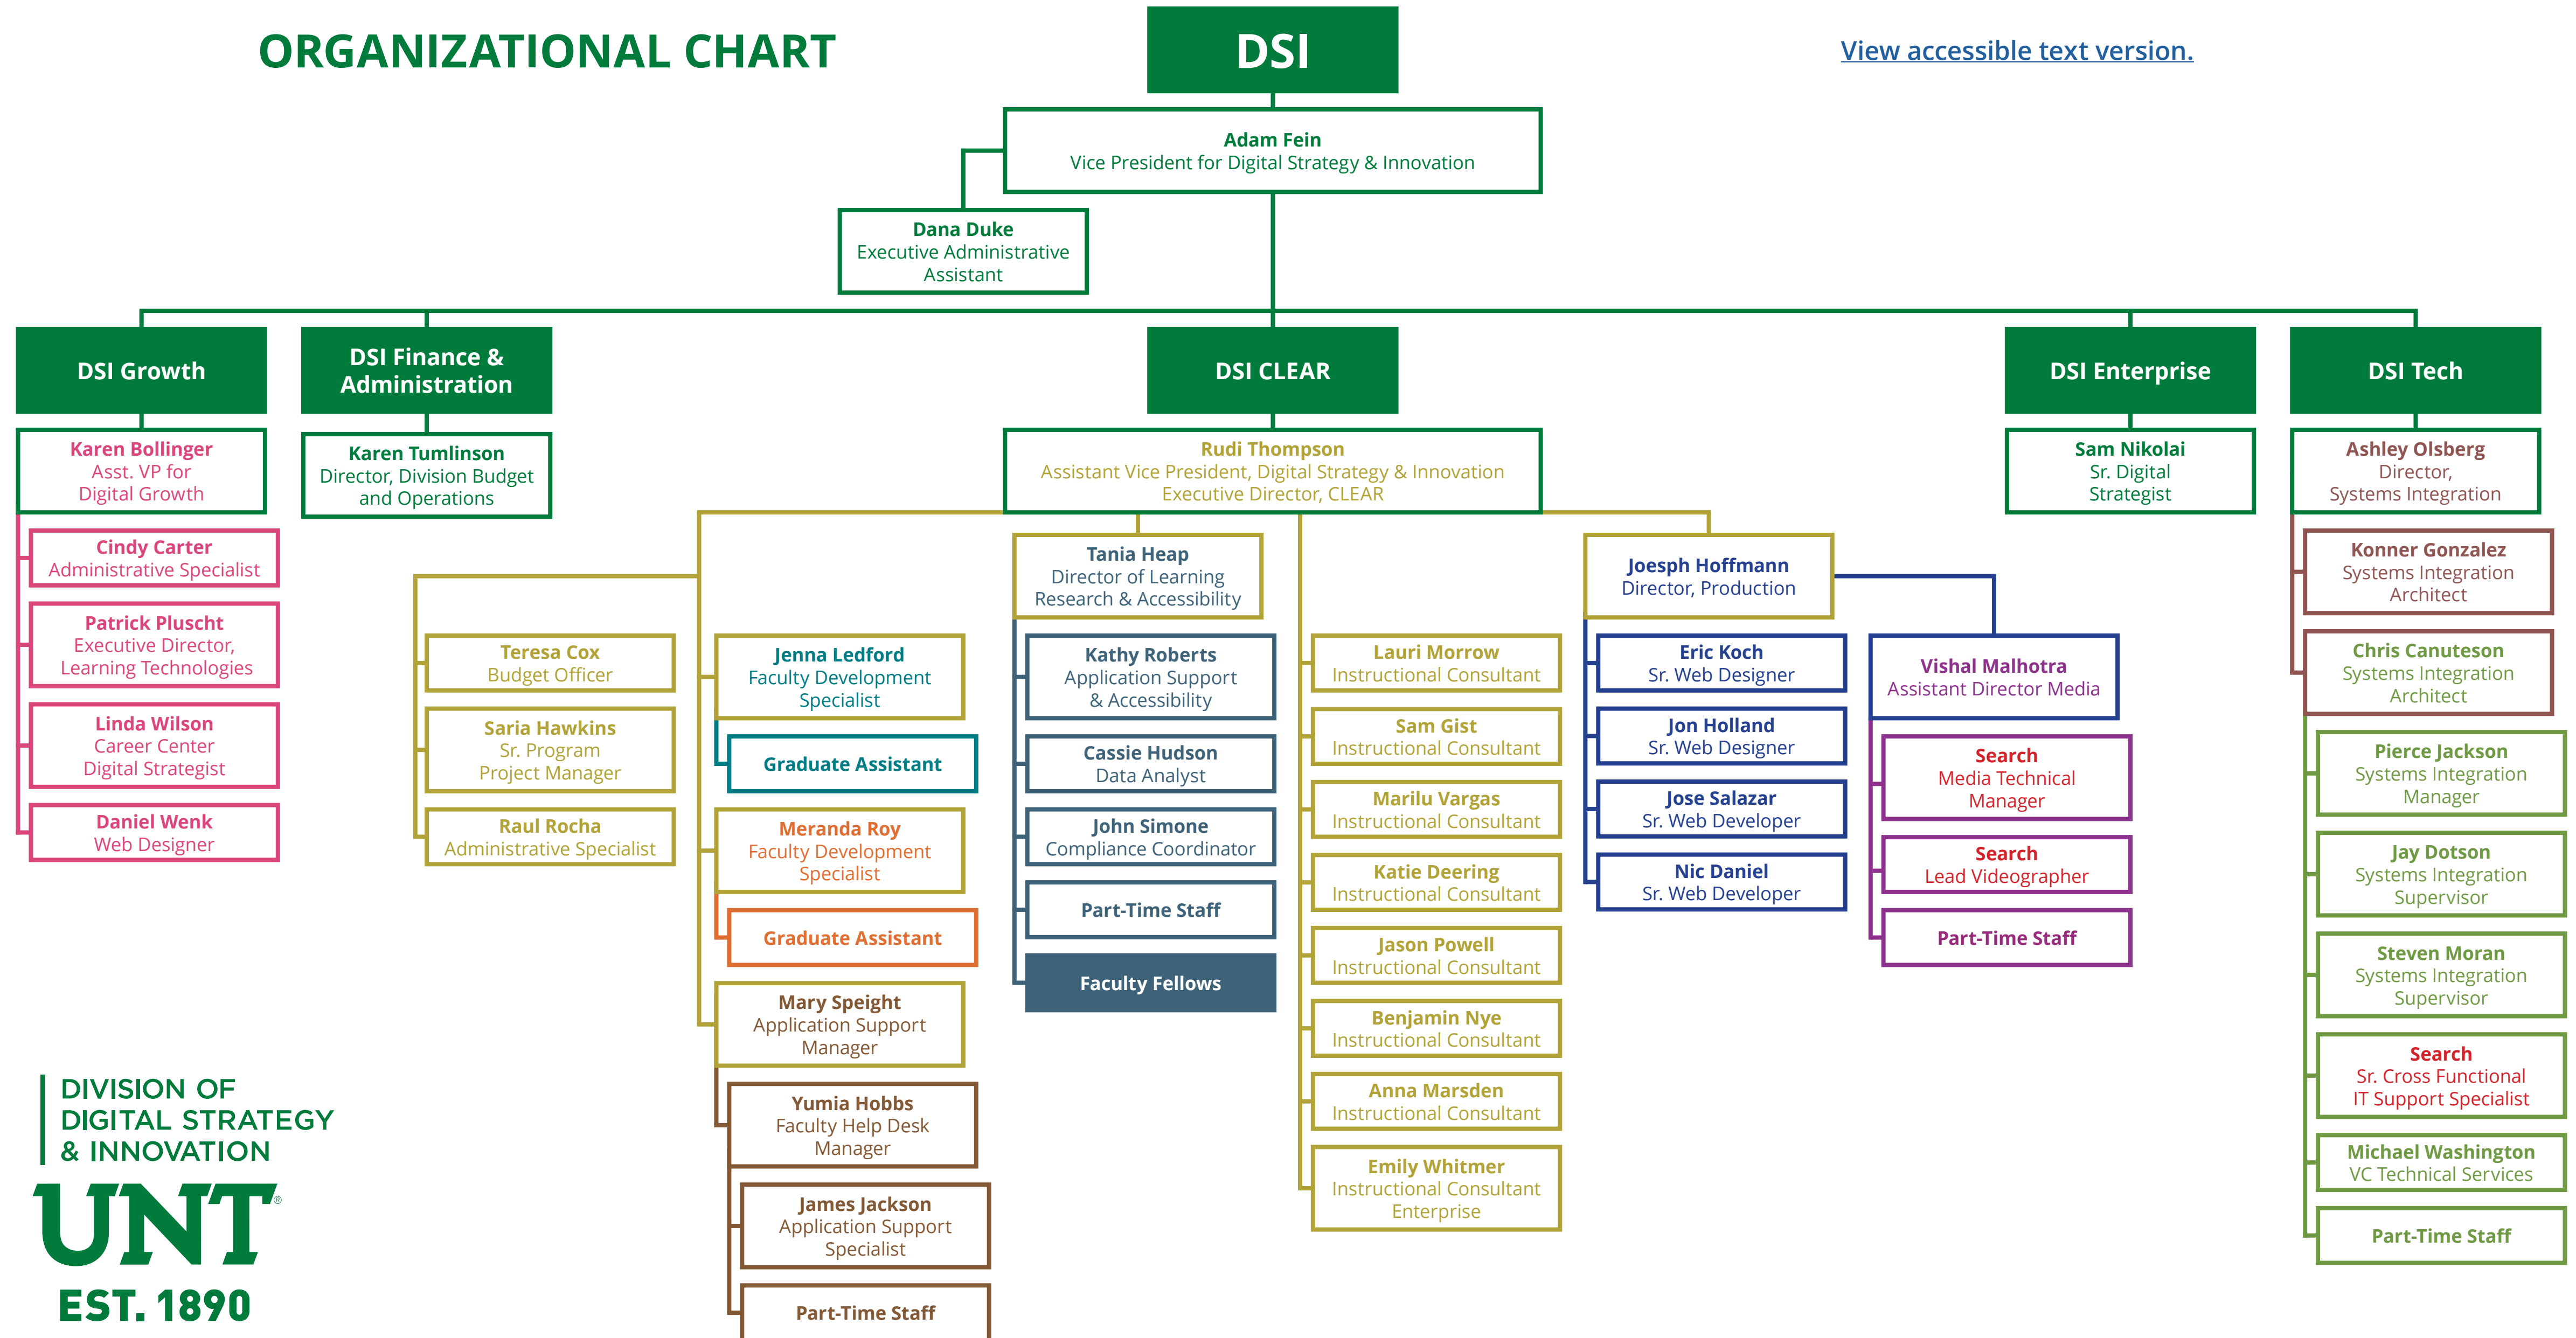 ORGANIZATIONAL CHART
DSI
View accessible text version.
Adam Fein
Vice President for Digital Strategy & Innovation
Dana Duke
Executive Administrative
Assistant
DSI Growth
Karen Bollinger
Asst. VP for
Digital Growth
Cindy Carter
Administrative Specialist
Patrick Pluscht
Executive Director,
Learning Technologies
Linda Wilson
Career Center
Digital Strategist
Daniel Wenk
Web Designer
DSI Finance &
Administration
Karen Tumlinson
Director, Division Budget
and Operations
DSI CLEAR
Rudi Thompson
Assistant Vice President, Digital Strategy & Innovation
Executive Director, CLEAR
Teresa Cox
Budget Officer
Saria Hawkins
Sr. Program
Project Manager
Raul Rocha
Administrative Specialist
Jenna Ledford
Faculty Development
Specialist
Graduate Assistant
Meranda Roy
Faculty Development
Specialist
Graduate Assistant
Mary Speight
Application Support
Manager
Yumia Hobbs
Faculty Help Desk
Manager
James Jackson
Application Support
Specialist
Part-Time Staff
Tania Heap
Director of Learning
Research & Accessibility
Kathy Roberts
Application Support
& Accessibility
Cassie Hudson
Data Analyst
John Simone
Compliance Coordinator
Part-Time Staff
Faculty Fellows
Lauri Morrow
Instructional Consultant
Sam Gist
Instructional Consultant
Marilu Vargas
Instructional Consultant
Katie Deering
Instructional Consultant
Jason Powell
Instructional Consultant
Benjamin Nye
Instructional Consultant
Anna Marsden
Instructional Consultant
Emily Whitmer
Instructional Consultant
Enterprise
Joesph Hoffmann
Director, Production
Eric Koch
Sr. Web Designer
Jon Holland
Sr. Web Designer
Jose Salazar
Sr. Web Developer
Nic Daniel
Sr. Web Developer
Vishal Malhotra
Assistant Director Media
Search
Media Technical
Manager
Search
Lead Videographer
Part-Time Staff
DSI Enterprise
Sam Nikolai
Sr. Digital
Strategist
DSI Tech
Ashley Olsberg
Director,
Systems Integration
Konner Gonzalez
Systems Integration
Architect
Chris Canuteson
Systems Integration
Architect
Pierce Jackson
Systems Integration
Manager
Jay Dotson
Systems Integration
Supervisor
Steven Moran
Systems Integration
Supervisor
Search
Sr. Cross Functional
IT Support Specialist
Michael Washington
VC Technical Services
Part-Time Staff
DIVISION OF
DIGITAL STRATEGY
& INNOVATION
UNT®
EST. 1890